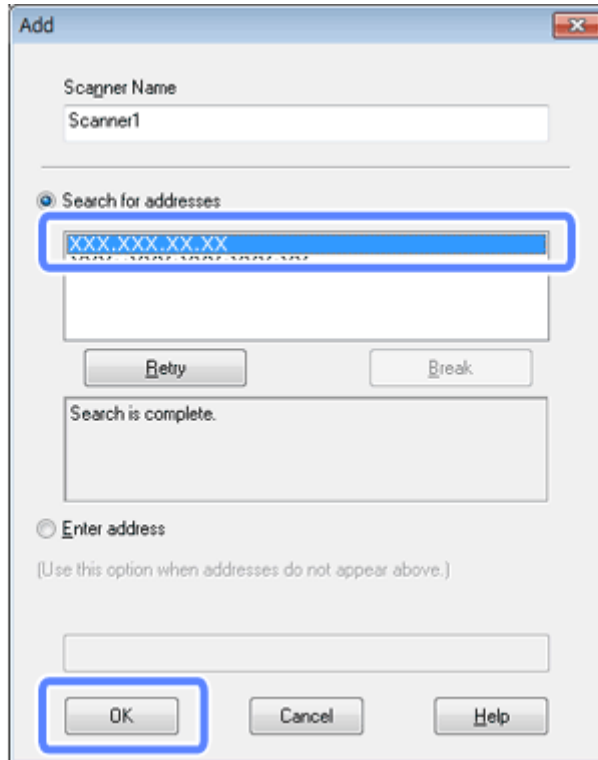 Add
Scanner Name
Scanner1
Search for addresses
XXX.XXX.XX.XX
Retry Break
Search is complete.
Enter address
(Use this option when addresses do not appear above.)
OK Cancel Help